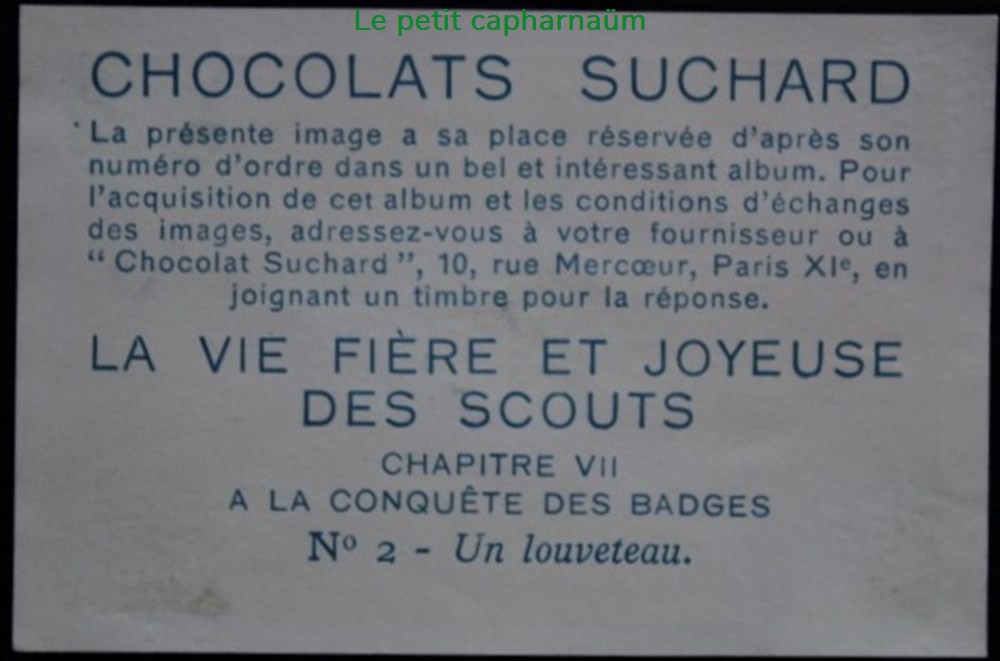 Le petit capharnaüm
CHOCOLATS SUCHARD
La présente image a sa place réservée d'après son
numéro d'ordre dans un bel et intéressant album. Pour
l'acquisition de cet album et les conditions d'échanges
des images, adressez-vous à votre fournisseur ou à
“ Chocolat Suchard ”, 10, rue Mercœur, Paris XIe, en
joignant un timbre pour la réponse.
LA VIE FIÈRE ET JOYEUSE
DES SCOUTS
CHAPITRE VII
A LA CONQUÊTE DES BADGES
No 2 - Un louveteau.